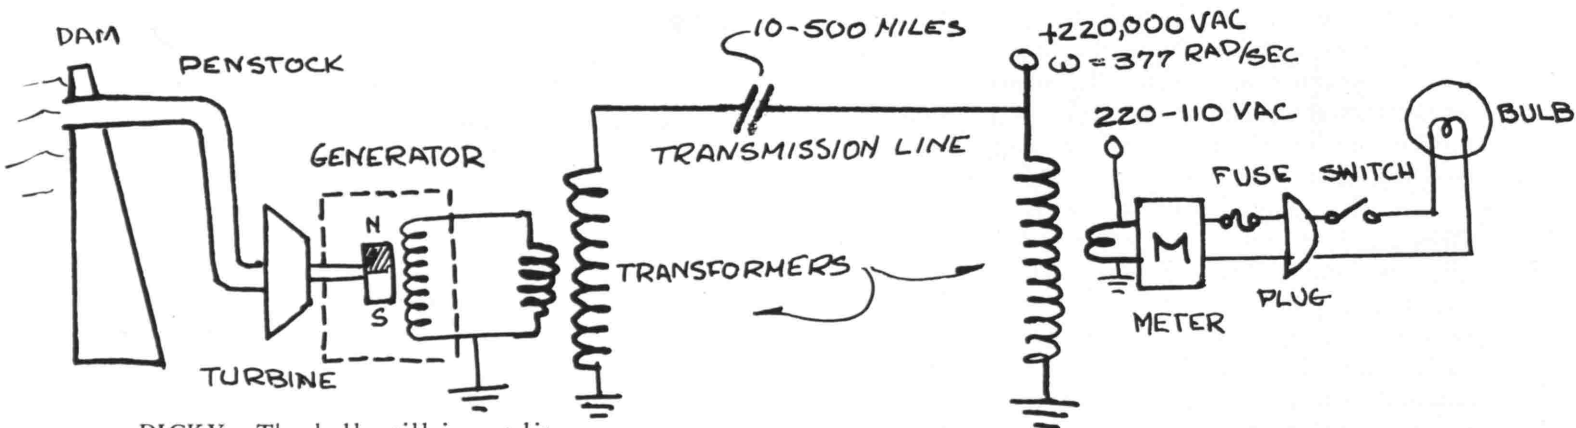 DAM
PENSTOCK
10-500 MILES
+220,000 VAC
ω = 377 RAD/SEC
220-110 VAC
BULB
TRANSMISSION LINE
GENERATOR
FUSE SWITCH
N
M
TRANSFORMERS
S
PLUG
METER
TURBINE